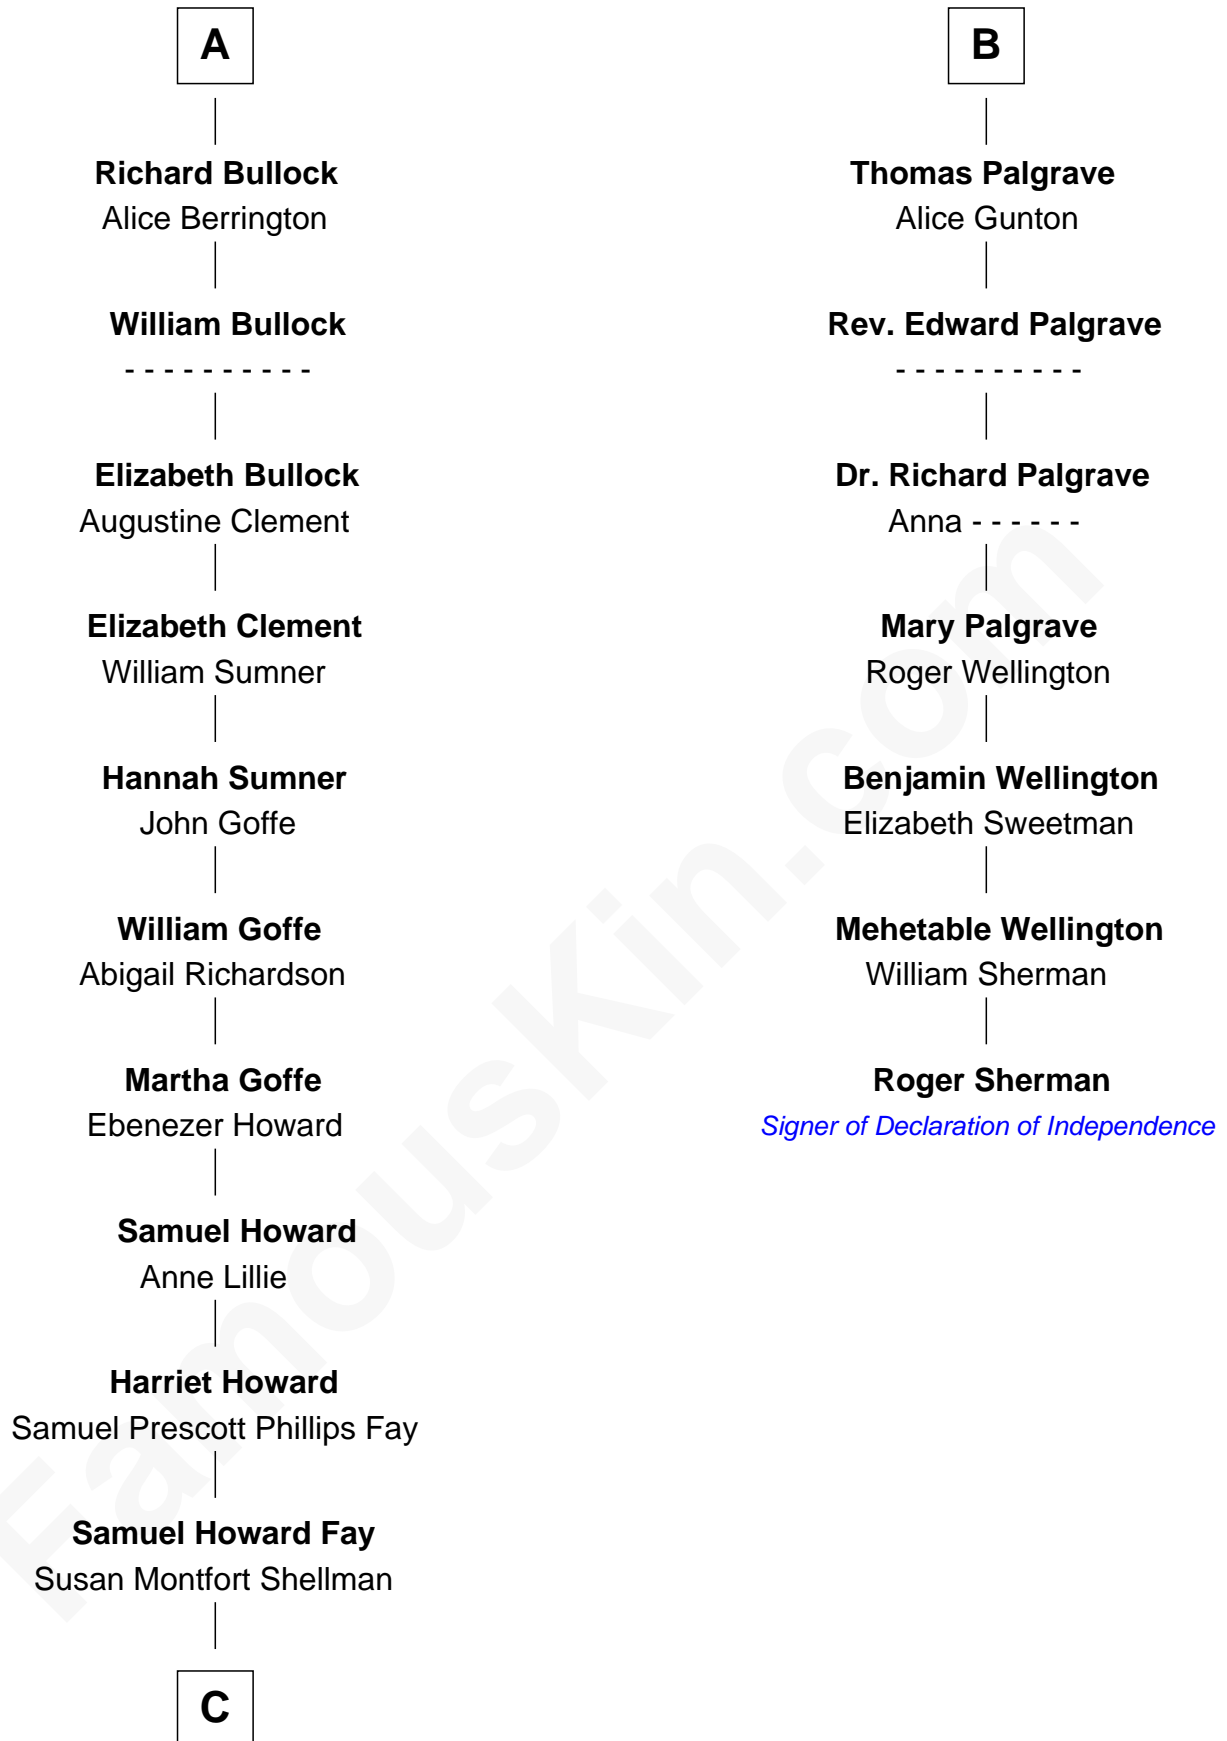 A
Richard Bullock
Alice Berrington
William Bullock
- - - - - - - - - -
Elizabeth Bullock
Augustine Clement
Elizabeth Clement
William Sumner
Hannah Sumner
John Goffe
William Goffe
Abigail Richardson
Martha Goffe
Ebenezer Howard
Samuel Howard
Anne Lillie
Harriet Howard
Samuel Prescott Phillips Fay
Samuel Howard Fay
Susan Montfort Shellman
C
B
Thomas Palgrave
Alice Gunton
Rev. Edward Palgrave
- - - - - - - - - -
Dr. Richard Palgrave
Anna - - - - - -
Mary Palgrave
Roger Wellington
Benjamin Wellington
Elizabeth Sweetman
Mehetable Wellington
William Sherman
Roger Sherman
Signer of Declaration of Independence
FamousKin.com